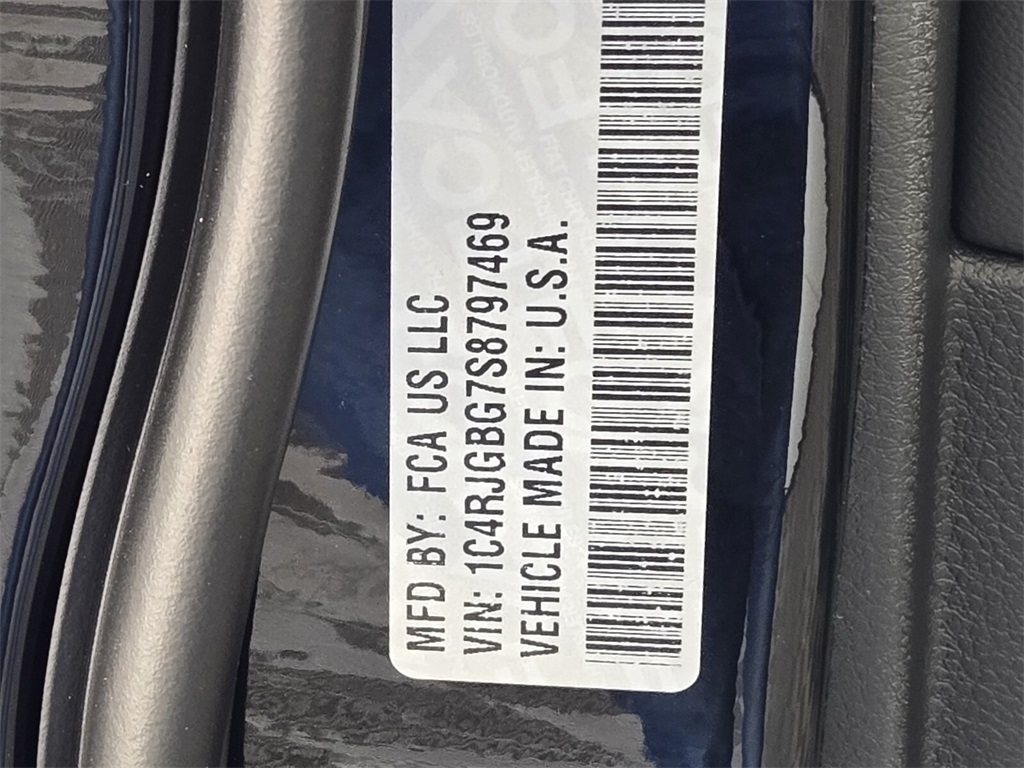 MFD BY: FCA US LLC
VIN: 1C4RJGBG7S8797469
VEHICLE MADE IN: U.S.A.